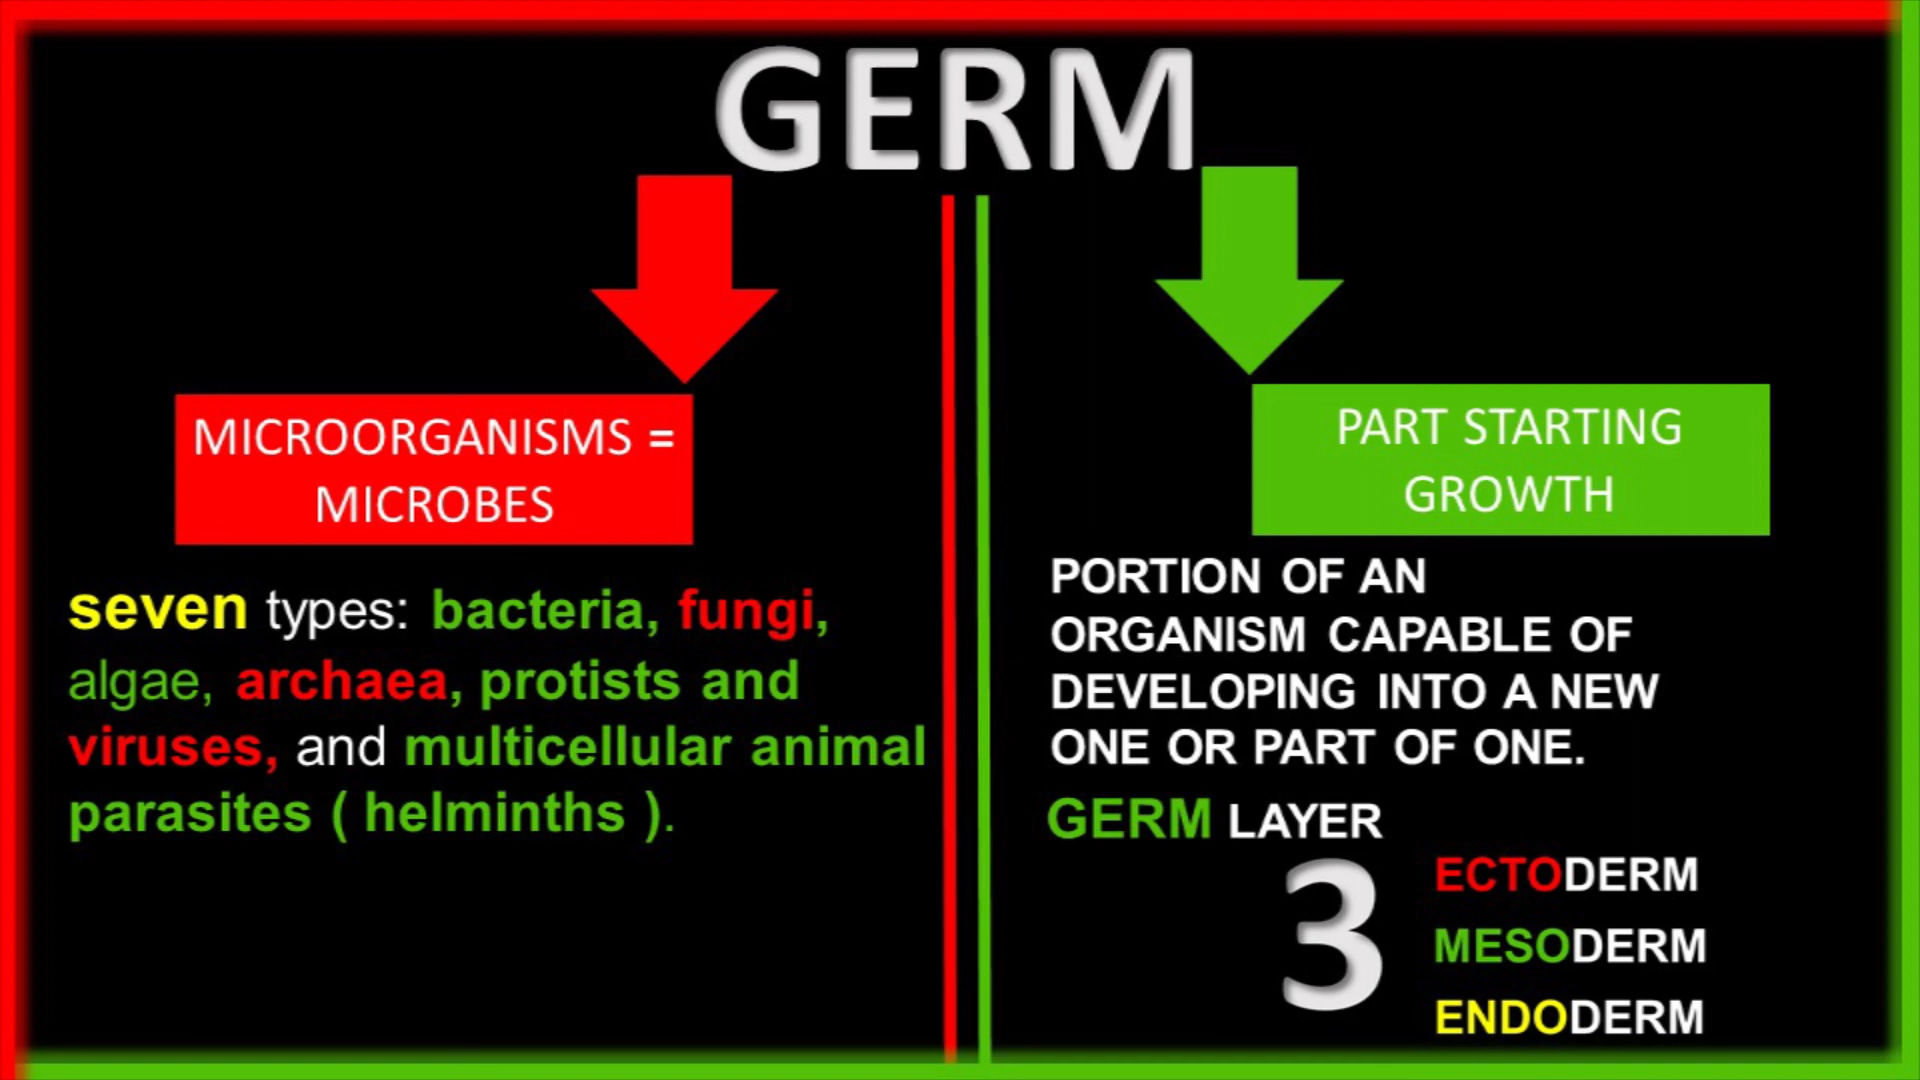 GERM
MICROORGANISMS =
MICROBES
seven types: bacteria, fungi,
algae, archaea, protists and
viruses, and multicellular animal
parasites ( helminths ).
PART STARTING
GROWTH
PORTION OF AN
ORGANISM CAPABLE OF
DEVELOPING INTO A NEW
ONE OR PART OF ONE.
GERM LAYER
3
ECTODERM
MESODERM
ENDODERM